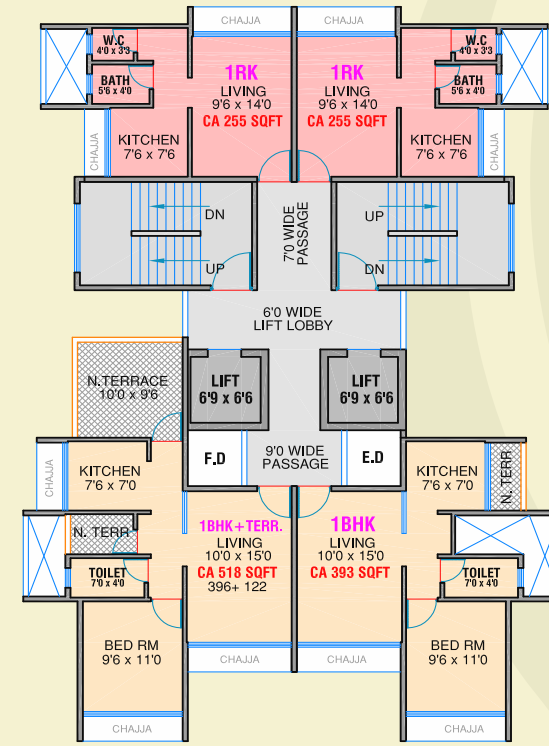 CHAJJA
CHAJJA
W.C
4'0 x 3'3
BATH
5'6 x 4'0
1RK
LIVING
9'6 x 14'0
CA 255 SQFT
1RK
LIVING
9'6 x 14'0
CA 255 SQFT
W.C
4'0 x 3'3
BATH
5'6 x 4'0
CHAJJA
KITCHEN
7'6 x 7'6
KITCHEN
7'6 x 7'6
CHAJJA
DN
UP
7'0 WIDE
PASSAGE
UP
DN
6'0 WIDE
LIFT LOBBY
N.TERRACE
10'0 x 9'6
LIFT
6'9 x 6'6
LIFT
6'9 x 6'6
F.D
9'0 WIDE
PASSAGE
E.D
CHAJJA
KITCHEN
7'6 x 7'0
KITCHEN
7'6 x 7'0
N. TERR
N. TERR
1BHK+TERR.
LIVING
10'0 x 15'0
CA 518 SQFT
396+ 122
1BHK
LIVING
10'0 x 15'0
CA 393 SQFT
TOILET
7'0 x 4'0
TOILET
7'0 x 4'0
BED RM
9'6 x 11'0
CHAJJA
CHAJJA
BED RM
9'6 x 11'0
CHAJJA
CHAJJA